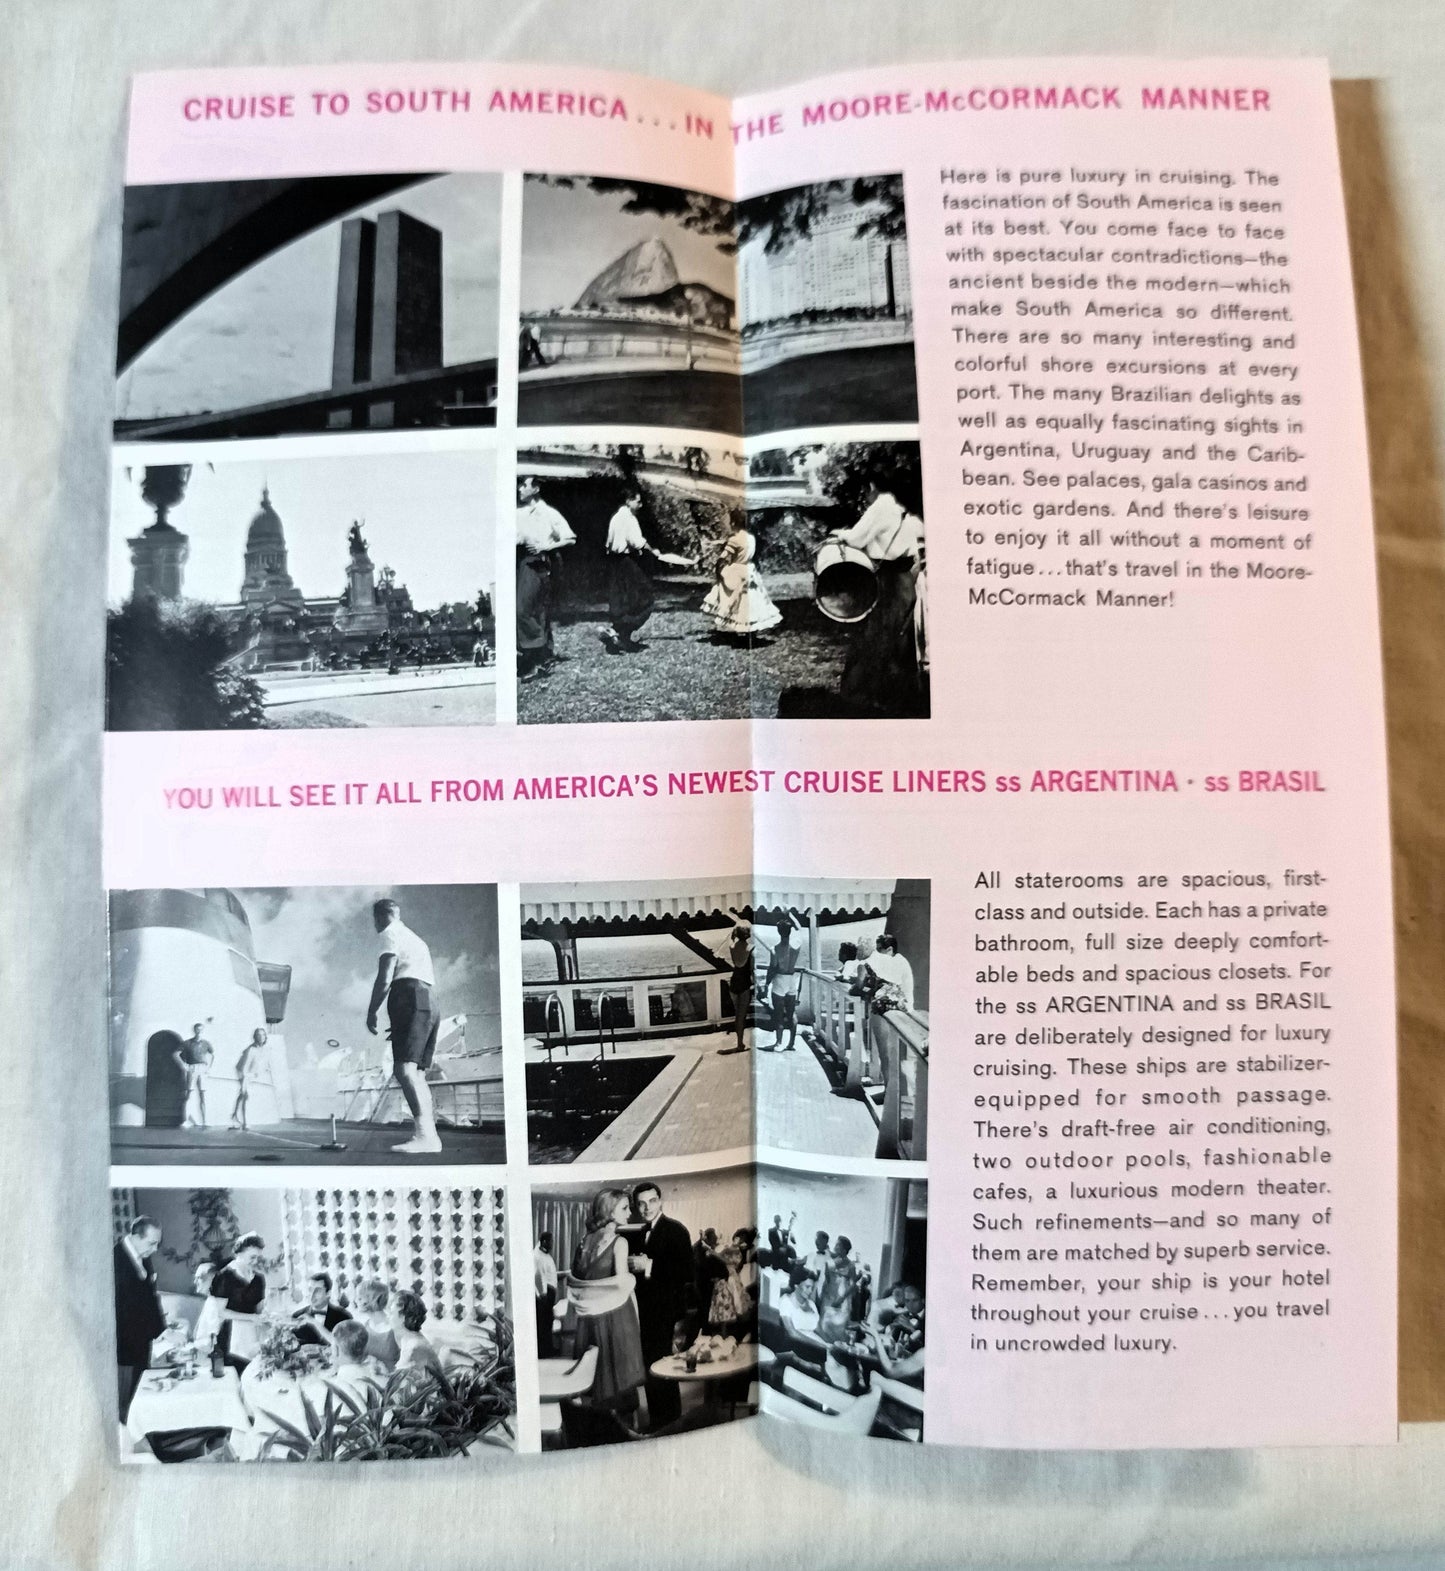 CRUISE TO SOUTH AMERICA...IN THE MOORE-McCORMACK MANNER
Here is pure luxury in cruising. The
fascination of South America is seen
at its best. You come face to face
with spectacular contradictions—the
ancient beside the modern—which
make South America so different.
There are so many interesting and
colorful shore excursions at every
port. The many Brazilian delights as
well as equally fascinating sights in
Argentina, Uruguay and the Carib-
bean. See palaces, gala casinos and
exotic gardens. And there's leisure
to enjoy it all without a moment of
fatigue...that's travel in the Moore-
McCormack Manner!
YOU WILL SEE IT ALL FROM AMERICA'S NEWEST CRUISE LINERS ss ARGENTINA · ss BRASIL
All staterooms are spacious, first-
class and outside. Each has a private
bathroom, full size deeply comfort-
able beds and spacious closets. For
the ss ARGENTINA and ss BRASIL
are deliberately designed for luxury
cruising. These ships are stabilizer-
equipped for smooth passage.
There's draft-free air conditioning,
two outdoor pools, fashionable
cafes, a luxurious modern theater.
Such refinements—and so many of
them are matched by superb service.
Remember, your ship is your hotel
throughout your cruise...you travel
in uncrowded luxury.